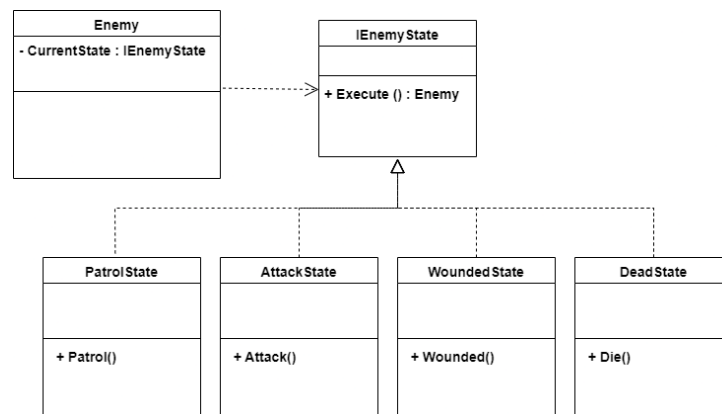 Enemy
- CurrentState : IEnemyState
IEnemyState
+ Execute () : Enemy
PatrolState
+ Patrol()
AttackState
+ Attack()
WoundedState
+ Wounded()
DeadState
+ Die()